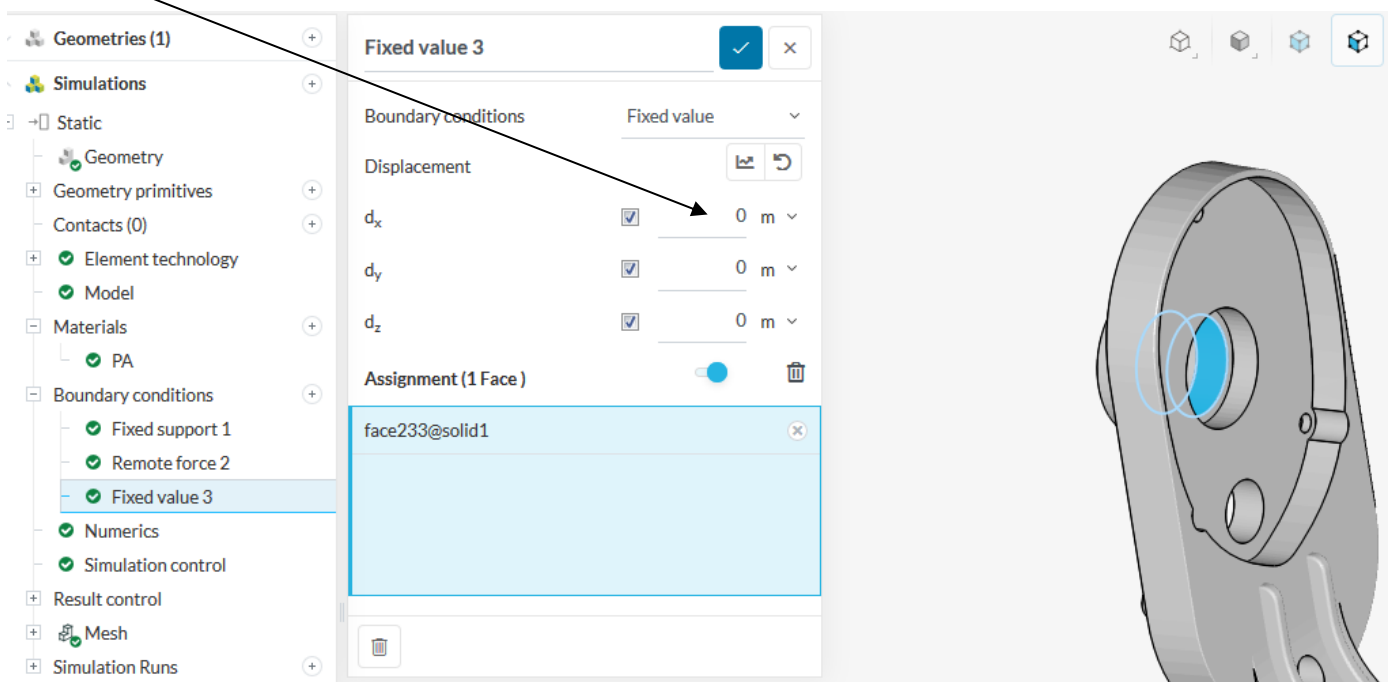 Geometries (1)
Simulations
Static
Geometry
Geometry primitives
Contacts (0)
Element technology
Model
Materials
PA
Boundary conditions
Fixed support 1
Remote force 2
Fixed value 3
Numerics
Simulation control
Result control
Mesh
Simulation Runs
Fixed value 3
Boundary conditions Fixed value
Displacement
dx 0 m
dy 0 m
dz 0 m
Assignment (1 Face )
face233@solid1